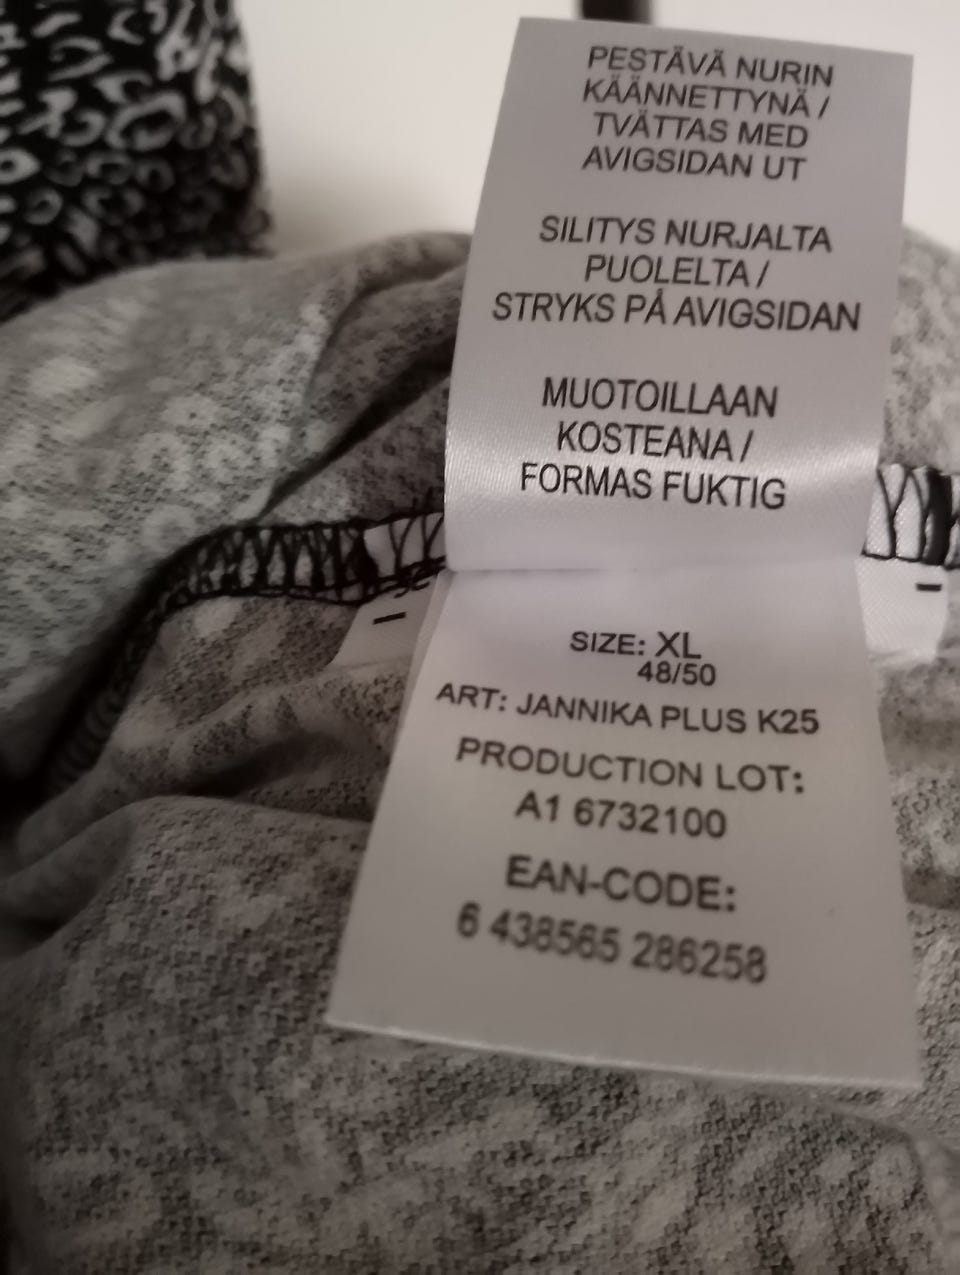 PESTÄVÄ NURIN
KÄÄNNETTYNÄ /
TVÄTTAS MED
AVIGSIDAN UT
SILITYS NURJALTA
PUOLELTA /
STRYKS PÅ AVIGSIDAN
MUOTOILLAAN
KOSTEANA /
FORMAS FUKTIG
SIZE: XL
48/50
ART: JANNIKA PLUS K25
PRODUCTION LOT:
A1 6732100
EAN-CODE:
6 438565 286258